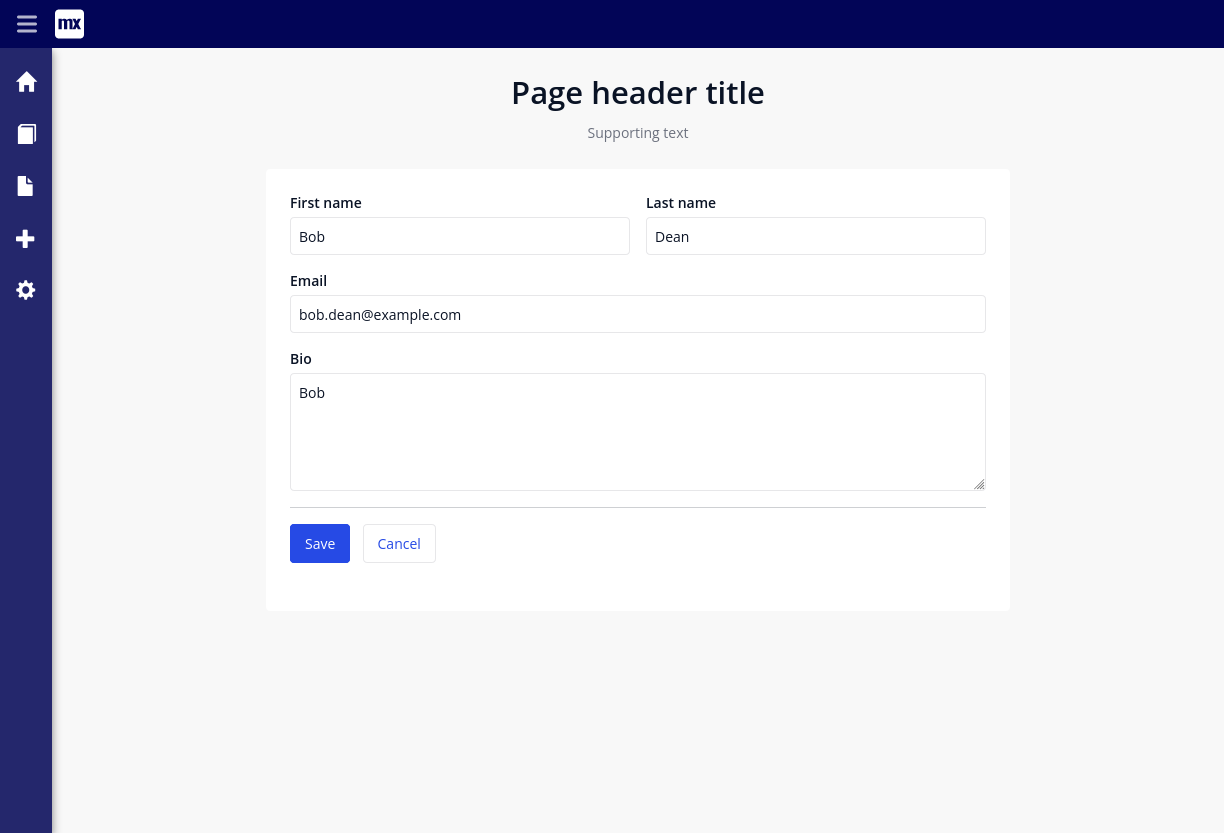 mx
Page header title
Supporting text
First name
Last name
Bob
Dean
Email
bob.dean@example.com
Bio
Bob
Save
Cancel